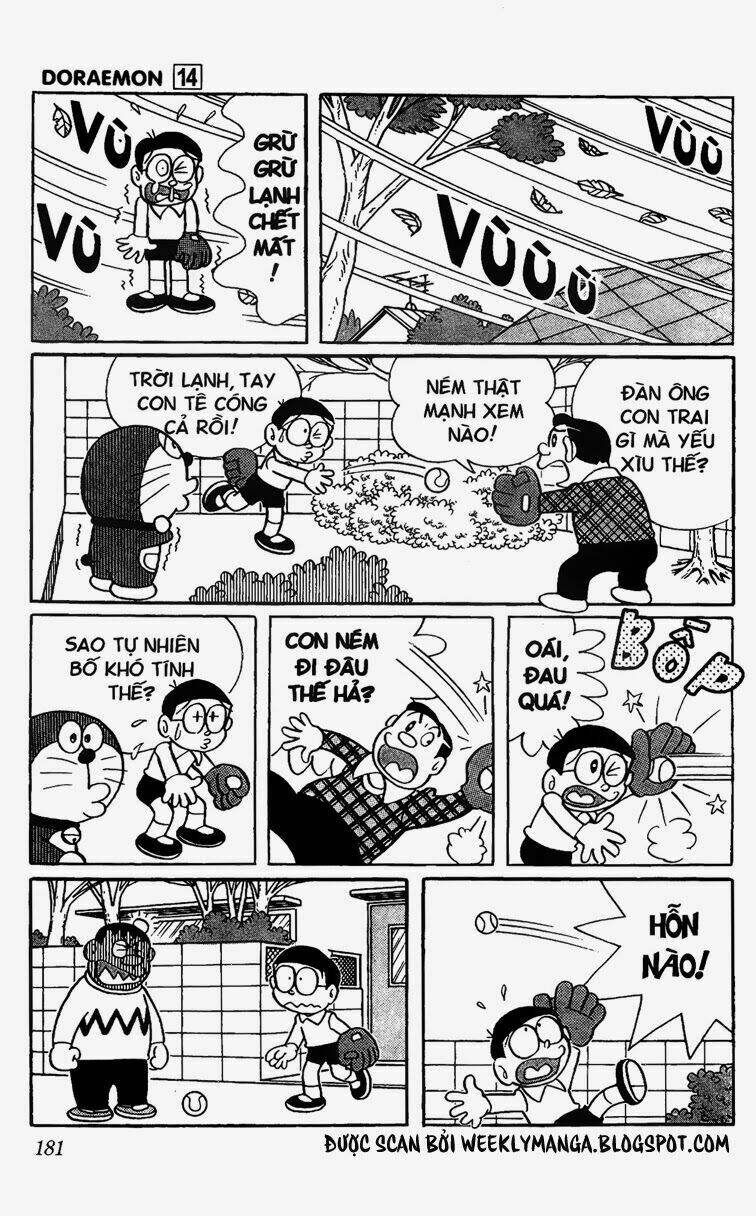 DORAEMON 14
VÙÙ
VÙÙÙ
GRỪ
GRỪ
LẠNH
CHẾT
MẤT
!
VÙ
VÙ
ĐÀN ÔNG
CON TRAI
GÌ MÀ YẾU
XÌU THẾ?
NÉM THẬT
MẠNH XEM
NÀO!
TRỜI LẠNH, TAY
CON TÊ CÓNG
CẢ RỒI!
BỐP
OÁI,
ĐAU
QUÁ!
CON NÉM
ĐI ĐÂU
THẾ HẢ?
SAO TỰ NHIÊN
BỐ KHÓ TÍNH
THẾ?
HỖN
NÀO!
181
ĐƯỢC SCAN BỞI WEEKLYMANGA.BLOGSPOT.COM